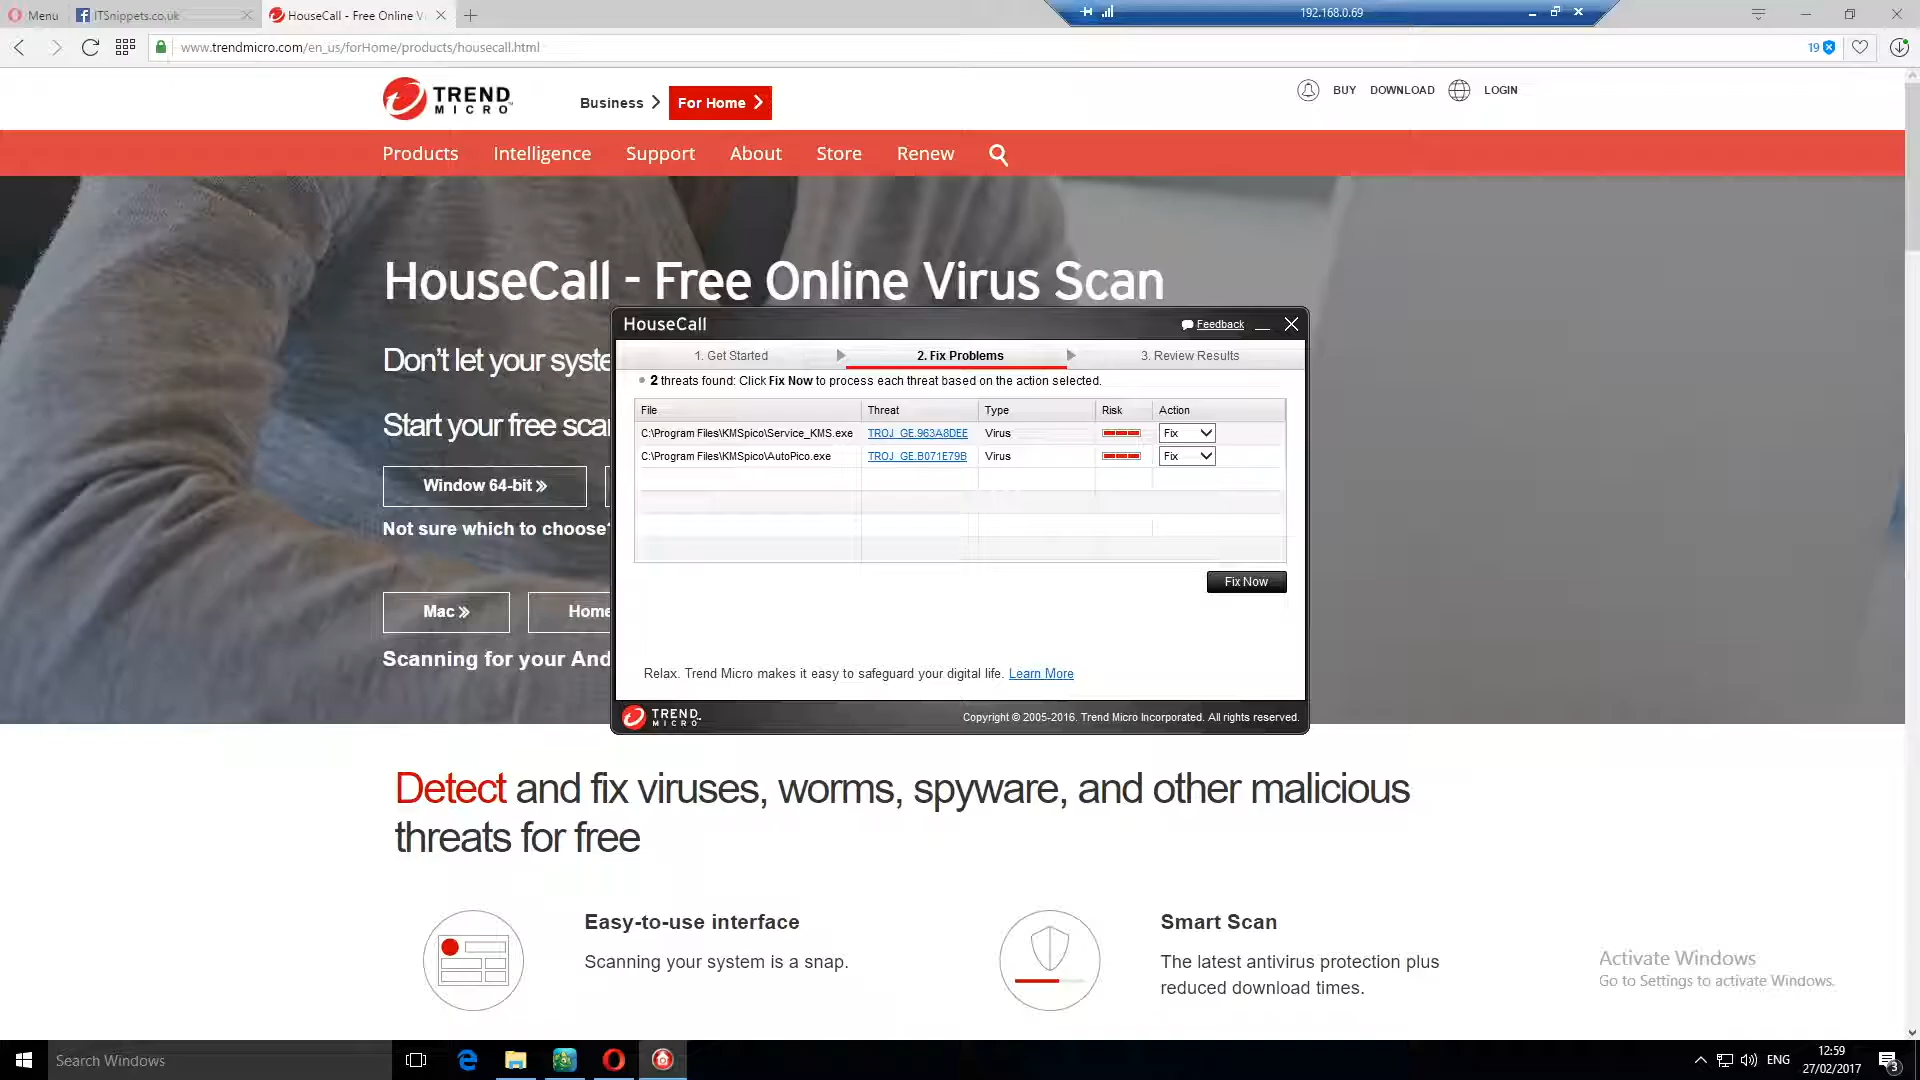 Menu
ITSnippets.co.uk
HouseCall - Free Online V
192.168.0.69
www.trendmicro.com/en_us/forHome/products/housecall.html
19
TREND
MICRO
Business
For Home
BUY
DOWNLOAD
LOGIN
Products
Intelligence
Support
About
Store
Renew
HouseCall - Free Online Virus Scan
Don't let your syste
Start your free scan
Window 64-bit
Not sure which to choose?
Mac
Home
Scanning for your And
HouseCall
Feedback
1. Get Started
2. Fix Problems
3. Review Results
2 threats found: Click Fix Now to process each threat based on the action selected.
File Threat Type Risk Action
C:\Program Files\KMSpico\Service_KMS.exe TROJ_GE.963A8DEE Virus Fix
C:\Program Files\KMSpico\AutoPico.exe TROJ_GE.B071E79B Virus Fix
Fix Now
Relax. Trend Micro makes it easy to safeguard your digital life. Learn More
TREND
MICRO
Copyright © 2005-2016. Trend Micro Incorporated. All rights reserved.
Detect and fix viruses, worms, spyware, and other malicious
threats for free
Easy-to-use interface
Scanning your system is a snap.
Smart Scan
The latest antivirus protection plus
reduced download times.
Activate Windows
Go to Settings to activate Windows.
Search Windows
ENG
12:59
27/02/2017
3